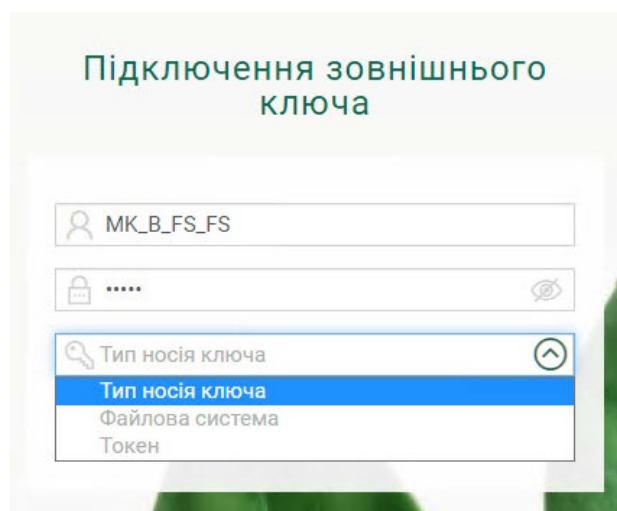 Підключення зовнішнього
ключа
MK_B_FS_FS
•••••
Тип носія ключа
Тип носія ключа
Файлова система
Токен